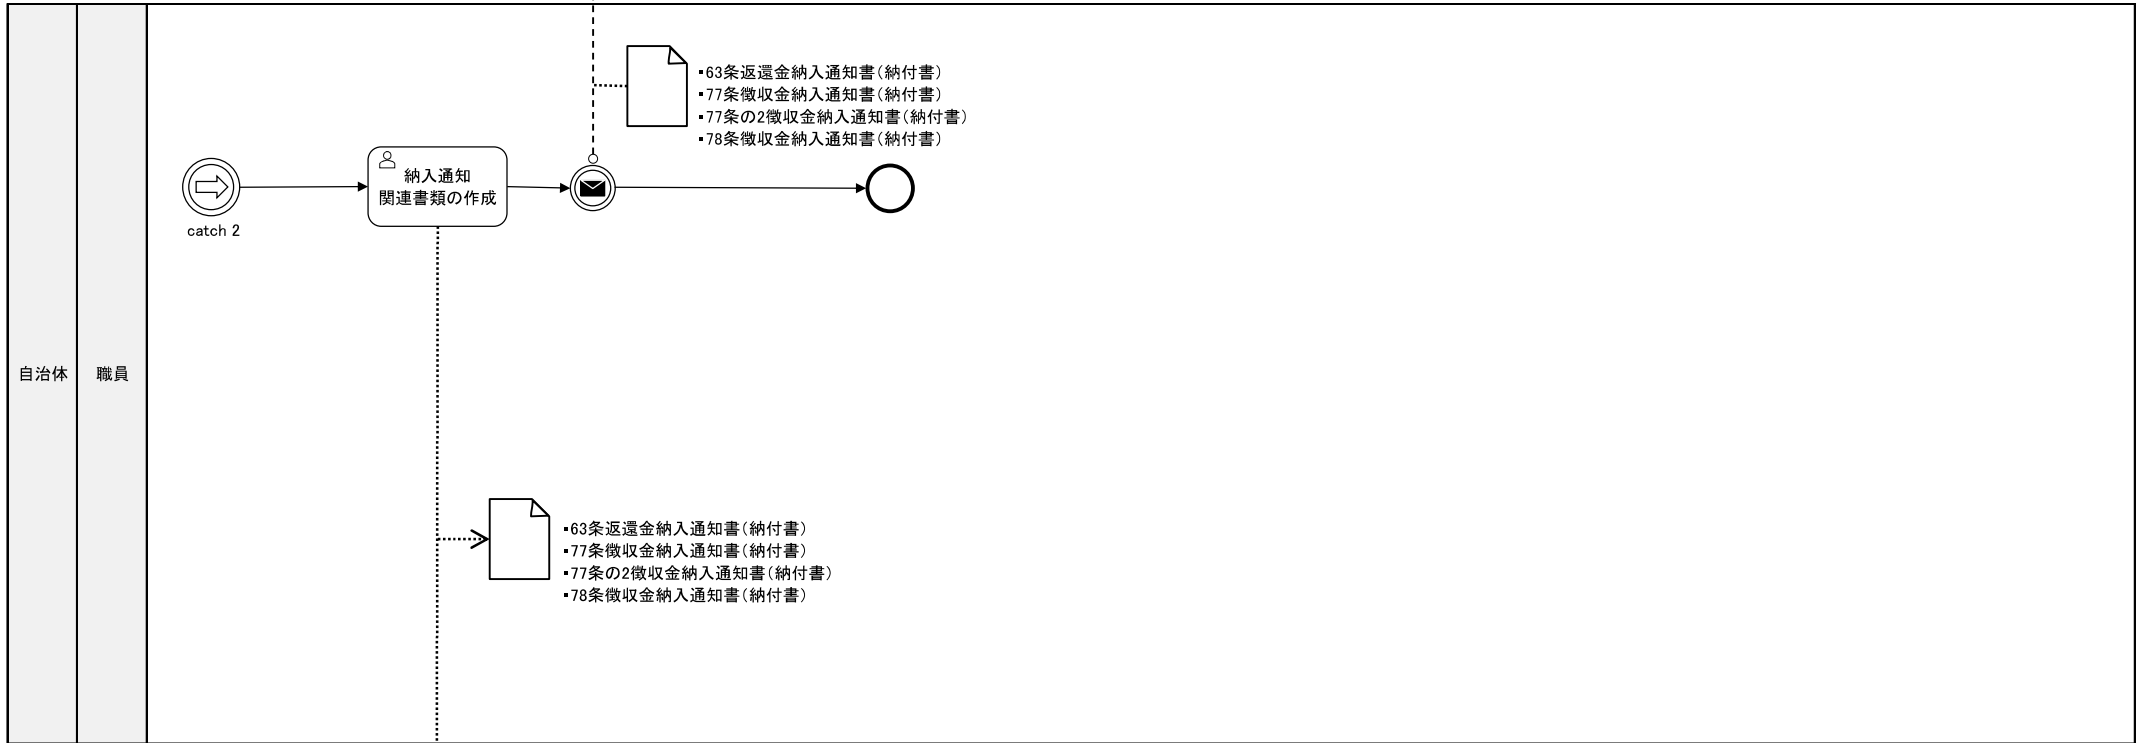 ・63条返還金納入通知書(納付書)
・77条徴収金納入通知書(納付書)
・77条の2徴収金納入通知書(納付書)
・78条徴収金納入通知書(納付書)
納入通知
関連書類の作成
catch 2
自治体
職員
・63条返還金納入通知書(納付書)
・77条徴収金納入通知書(納付書)
・77条の2徴収金納入通知書(納付書)
・78条徴収金納入通知書(納付書)